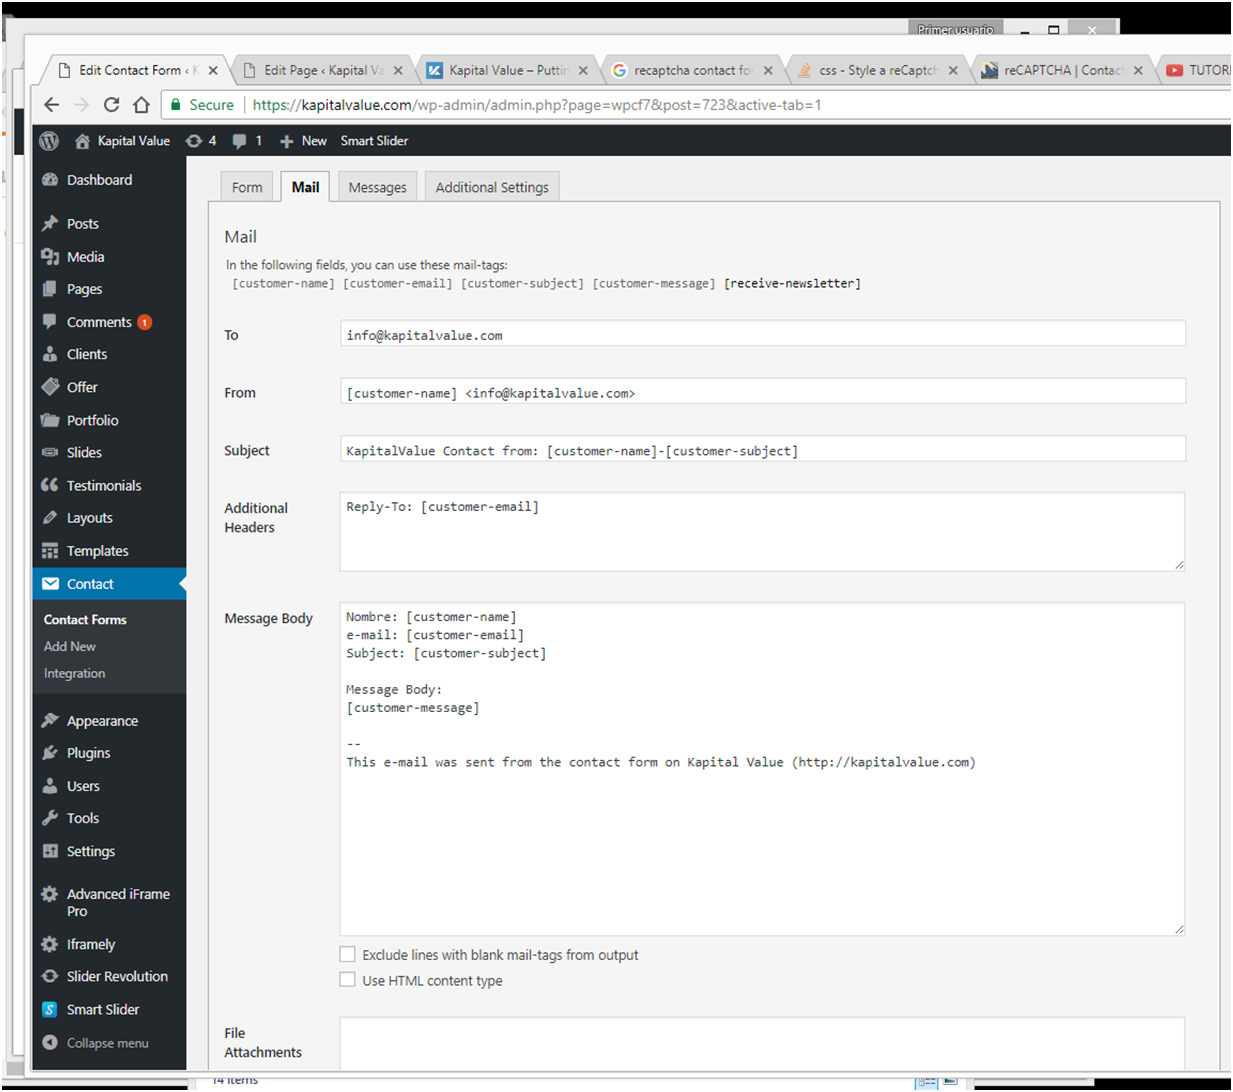 Primer usuario
Edit Contact Form ‹ K
Edit Page ‹ Kapital Va
Kapital Value – Puttin
recaptcha contact for
css - Style a reCaptch
reCAPTCHA | Contact
TUTORI
Secure
https://kapitalvalue.com/wp-admin/admin.php?page=wpcf7&post=723&active-tab=1
Kapital Value 4 1 New Smart Slider
Dashboard
Posts
Media
Pages
Comments 1
Clients
Offer
Portfolio
Slides
Testimonials
Layouts
Templates
Contact
Contact Forms
Add New
Integration
Appearance
Plugins
Users
Tools
Settings
Advanced iFrame
Pro
Iframely
Slider Revolution
Smart Slider
Collapse menu
Form Mail Messages Additional Settings
Mail
In the following fields, you can use these mail-tags:
[customer-name] [customer-email] [customer-subject] [customer-message] [receive-newsletter]
To
info@kapitalvalue.com
From
[customer-name] <info@kapitalvalue.com>
Subject
KapitalValue Contact from: [customer-name]-[customer-subject]
Additional
Headers
Reply-To: [customer-email]
Message Body
Nombre: [customer-name]
e-mail: [customer-email]
Subject: [customer-subject]
Message Body:
[customer-message]
--
This e-mail was sent from the contact form on Kapital Value (http://kapitalvalue.com)
Exclude lines with blank mail-tags from output
Use HTML content type
File
Attachments
14 items